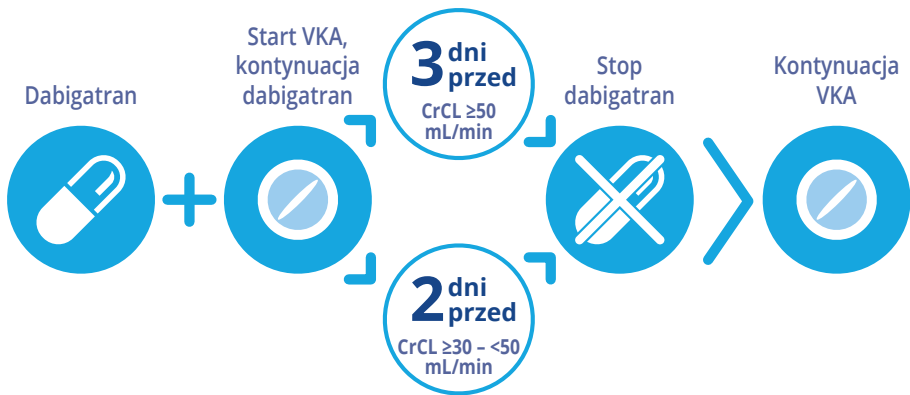 Dabigatran
Start VKA,
kontynuacja
dabigatran
3 dni
przed
CrCL ≥50
mL/min
2 dni
przed
CrCL ≥30 – <50
mL/min
Stop
dabigatran
Kontynuacja
VKA